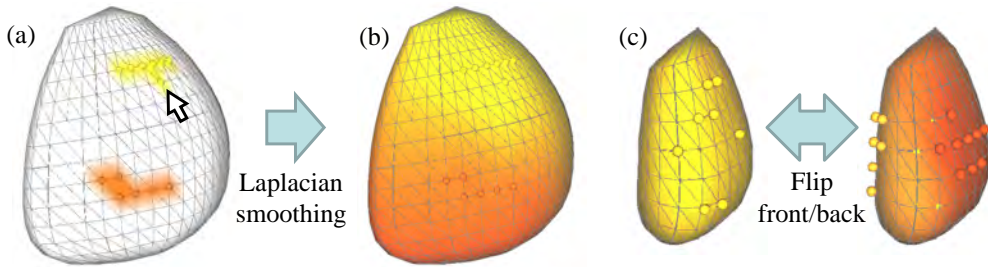 (a)
(b)
(c)
Laplacian
smoothing
Flip
front/back